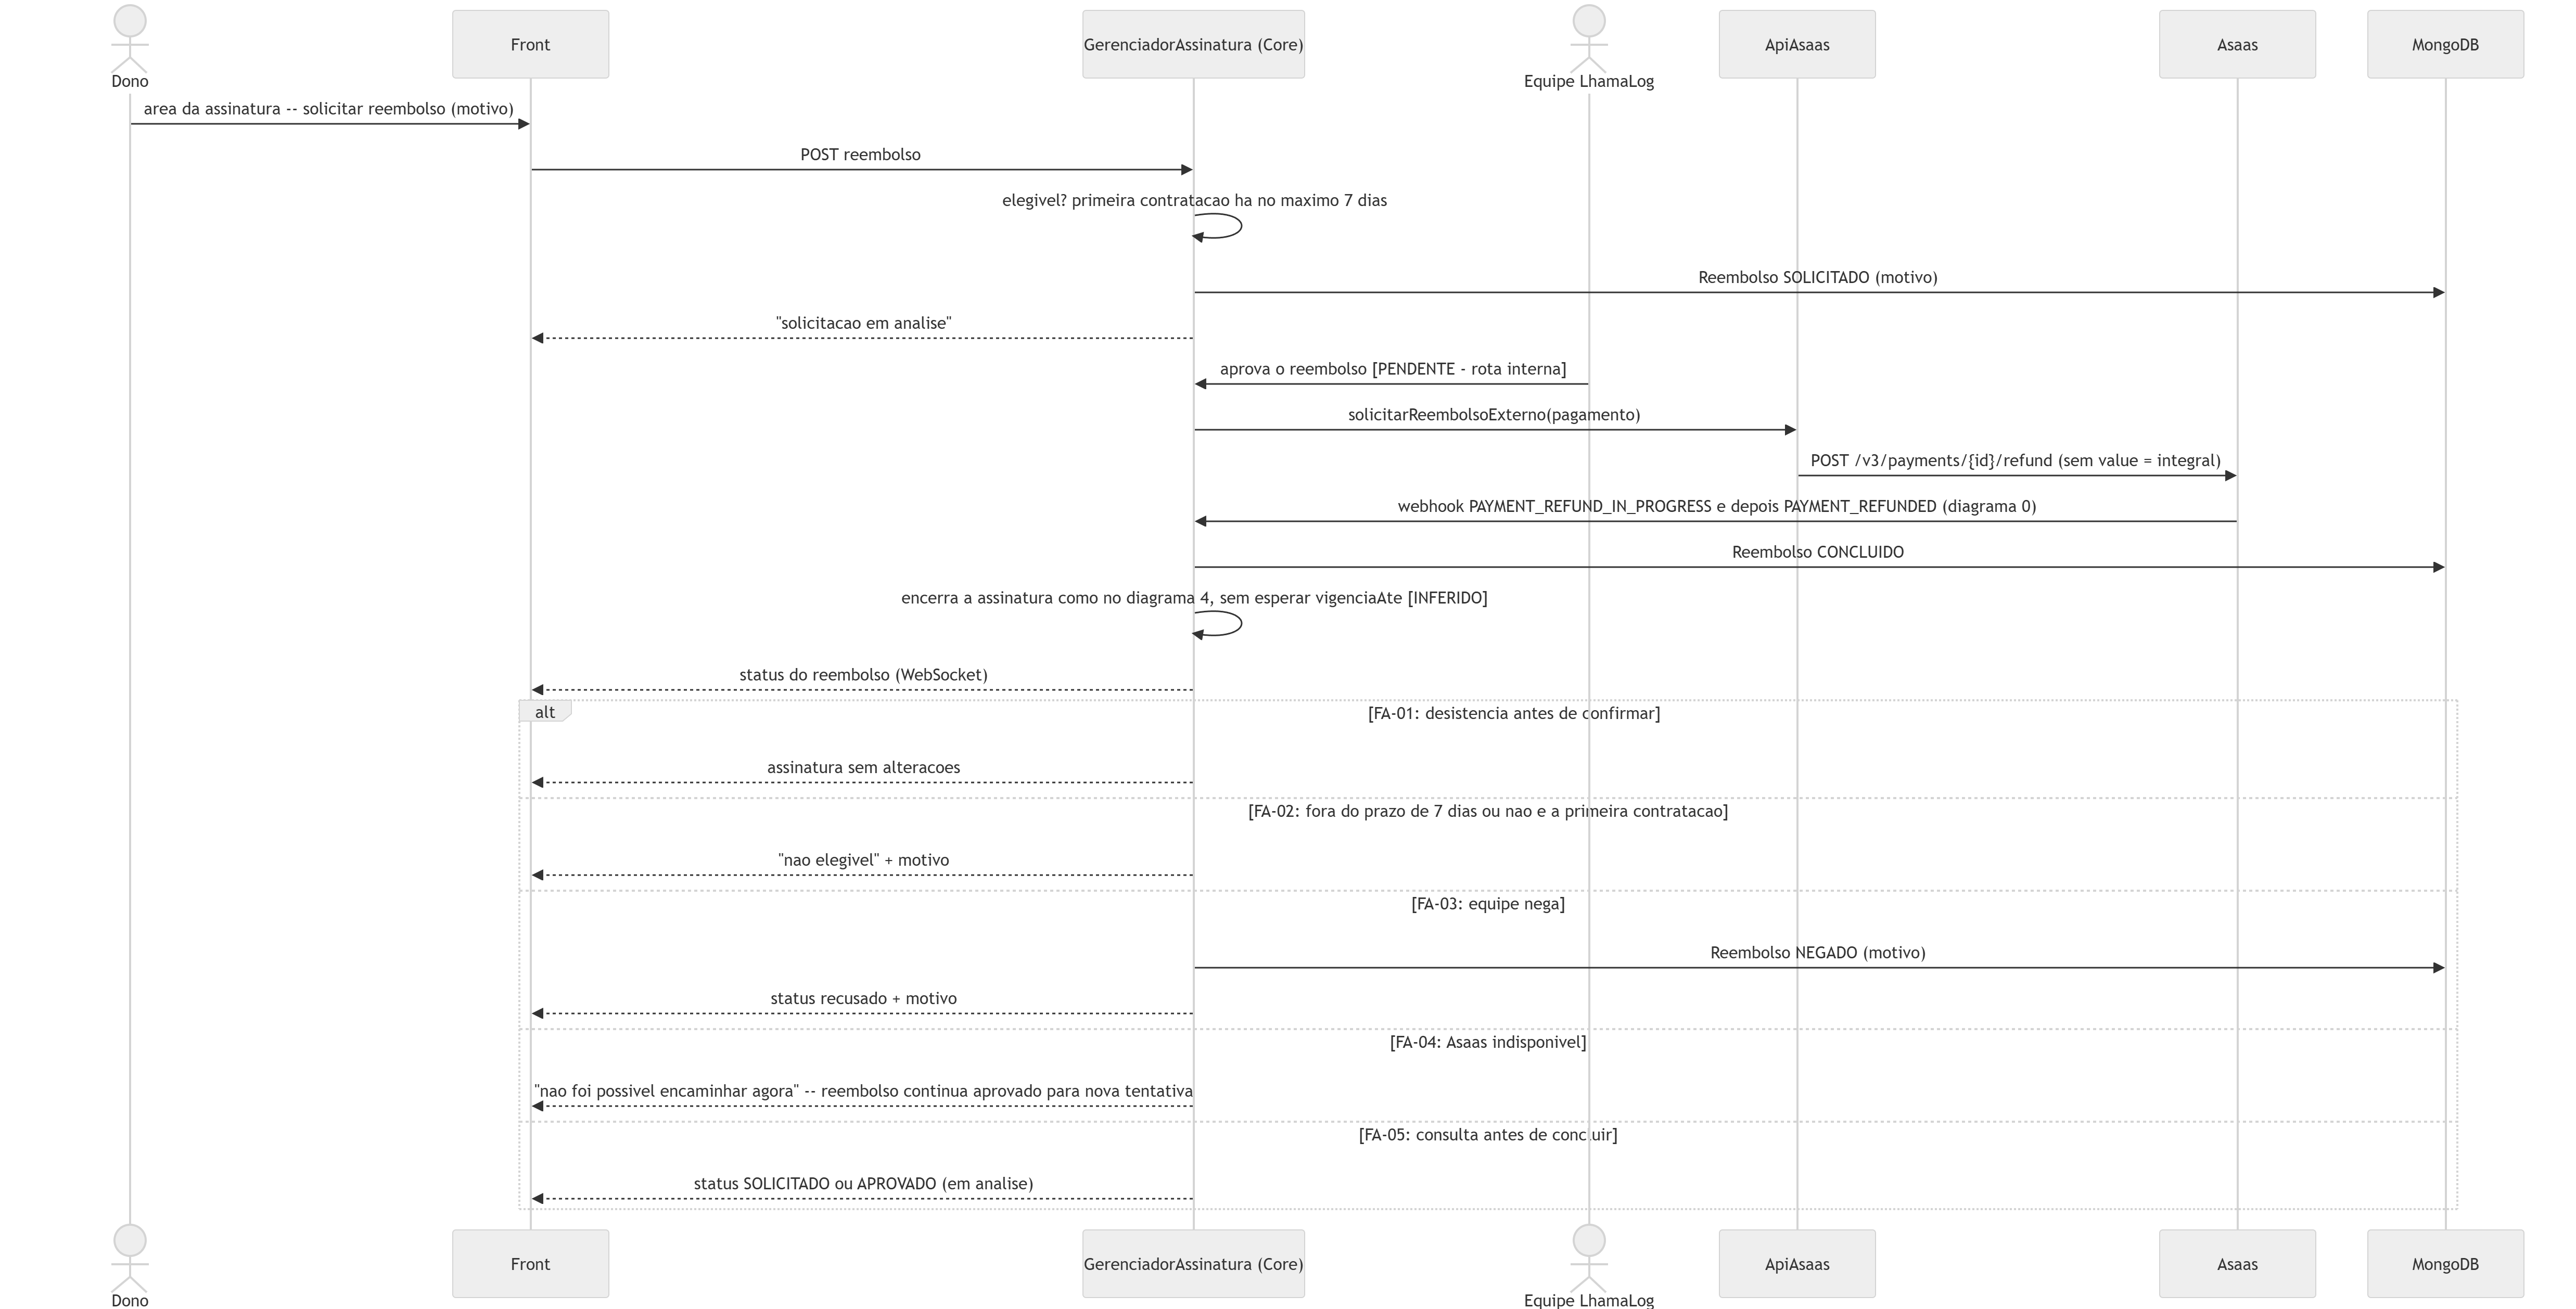 Dono
Front
GerenciadorAssinatura (Core)
Equipe LhamaLog
ApiAsaas
Asaas
MongoDB
area da assinatura -- solicitar reembolso (motivo)
POST reembolso
elegivel? primeira contratacao ha no maximo 7 dias
Reembolso SOLICITADO (motivo)
"solicitacao em analise"
aprova o reembolso [PENDENTE - rota interna]
solicitarReembolsoExterno(pagamento)
POST /v3/payments/{id}/refund (sem value = integral)
webhook PAYMENT_REFUND_IN_PROGRESS e depois PAYMENT_REFUNDED (diagrama 0)
Reembolso CONCLUIDO
encerra a assinatura como no diagrama 4, sem esperar vigenciaAte [INFERIDO]
status do reembolso (WebSocket)
alt
[FA-01: desistencia antes de confirmar]
assinatura sem alteracoes
[FA-02: fora do prazo de 7 dias ou nao e a primeira contratacao]
"nao elegivel" + motivo
[FA-03: equipe nega]
Reembolso NEGADO (motivo)
status recusado + motivo
[FA-04: Asaas indisponivel]
"nao foi possivel encaminhar agora" -- reembolso continua aprovado para nova tentativa
[FA-05: consulta antes de concluir]
status SOLICITADO ou APROVADO (em analise)
Dono
Front
GerenciadorAssinatura (Core)
Equipe LhamaLog
ApiAsaas
Asaas
MongoDB